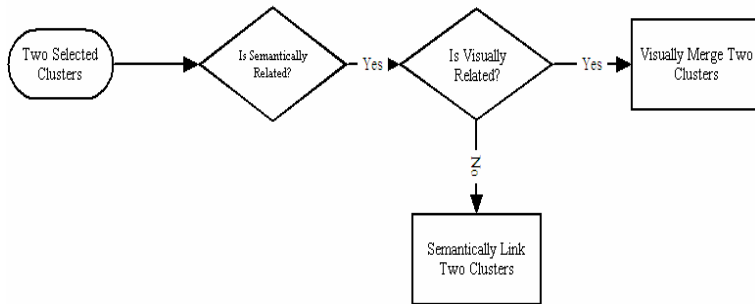 Two Selected
Clusters
Is Semantically
Related?
Yes
Is Visually
Related?
Yes
Visually Merge Two
Clusters
No
Semantically Link
Two Clusters